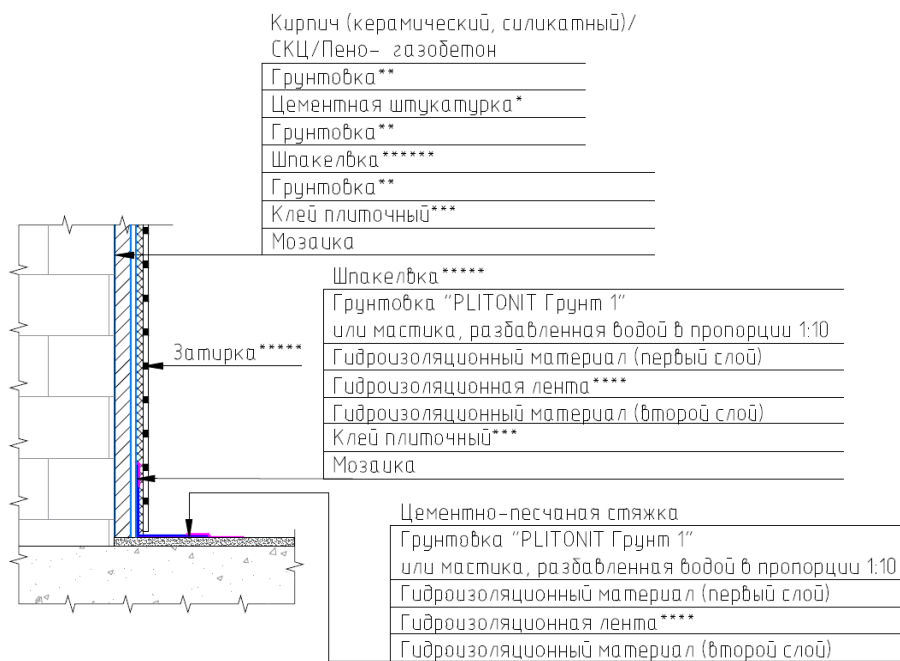 Кирпич (керамический, силикатный)/
СКЦ/Пено- газобетон
Грунтовка**
Цементная штукатурка*
Грунтовка**
Шпакелвка******
Грунтовка**
Клей плиточный***
Мозаика
Шпакелвка*****
Грунтовка "PLITONIT Грунт 1"
или мастика, разбавленная водой в пропорции 1:10
Гидроизоляционный материал (первый слой)
Гидроизоляционная лента****
Гидроизоляционный материал (второй слой)
Клей плиточный***
Мозаика
Затирка*****
Цементно-песчаная стяжка
Грунтовка "PLITONIT Грунт 1"
или мастика, разбавленная водой в пропорции 1:10
Гидроизоляционный материал (первый слой)
Гидроизоляционная лента****
Гидроизоляционный материал (второй слой)